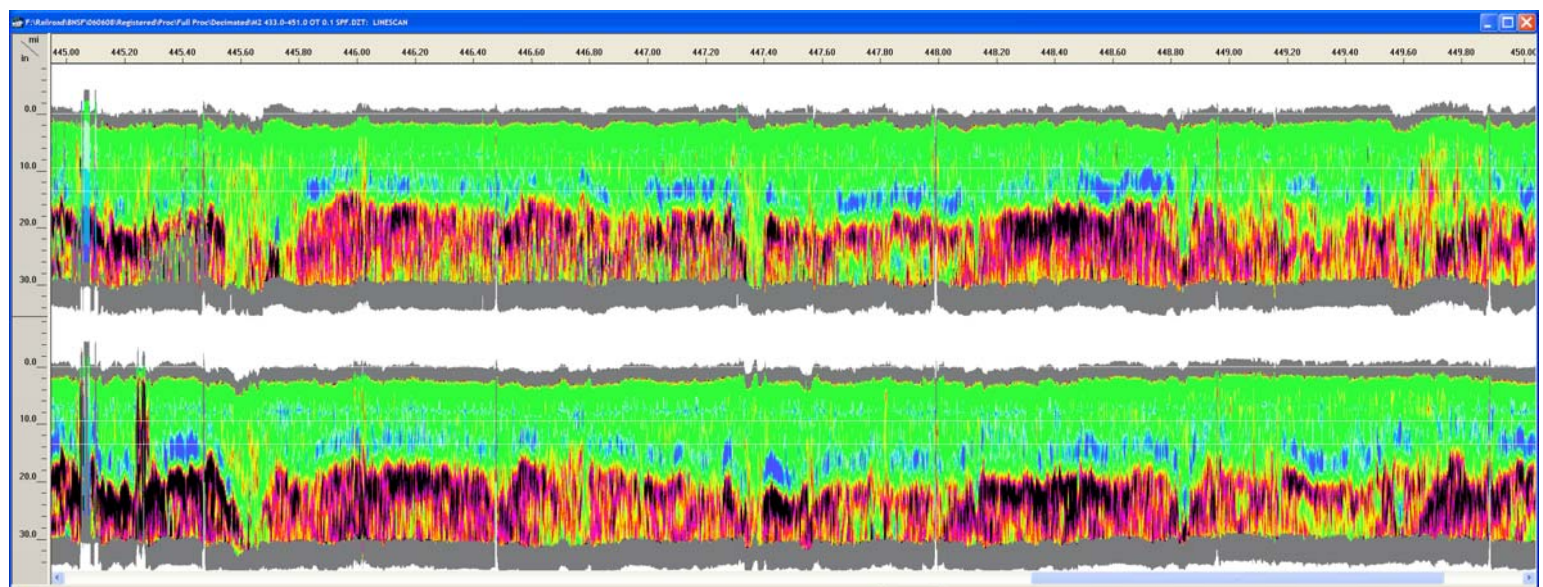 F:\Railroad\BNSF\060608\Registered\Proc\Full Proc\Decimated\H2 433.0-451.0 OT 0.1 SPF.DZT: LINESCAN
mi
in
445.00 445.20 445.40 445.60 445.80 446.00 446.20 446.40 446.60 446.80 447.00 447.20 447.40 447.60 447.80 448.00 448.20 448.40 448.60 448.80 449.00 449.20 449.40 449.60 449.80 450.00
0.0
10.0
20.0
30.0
0.0
10.0
20.0
30.0